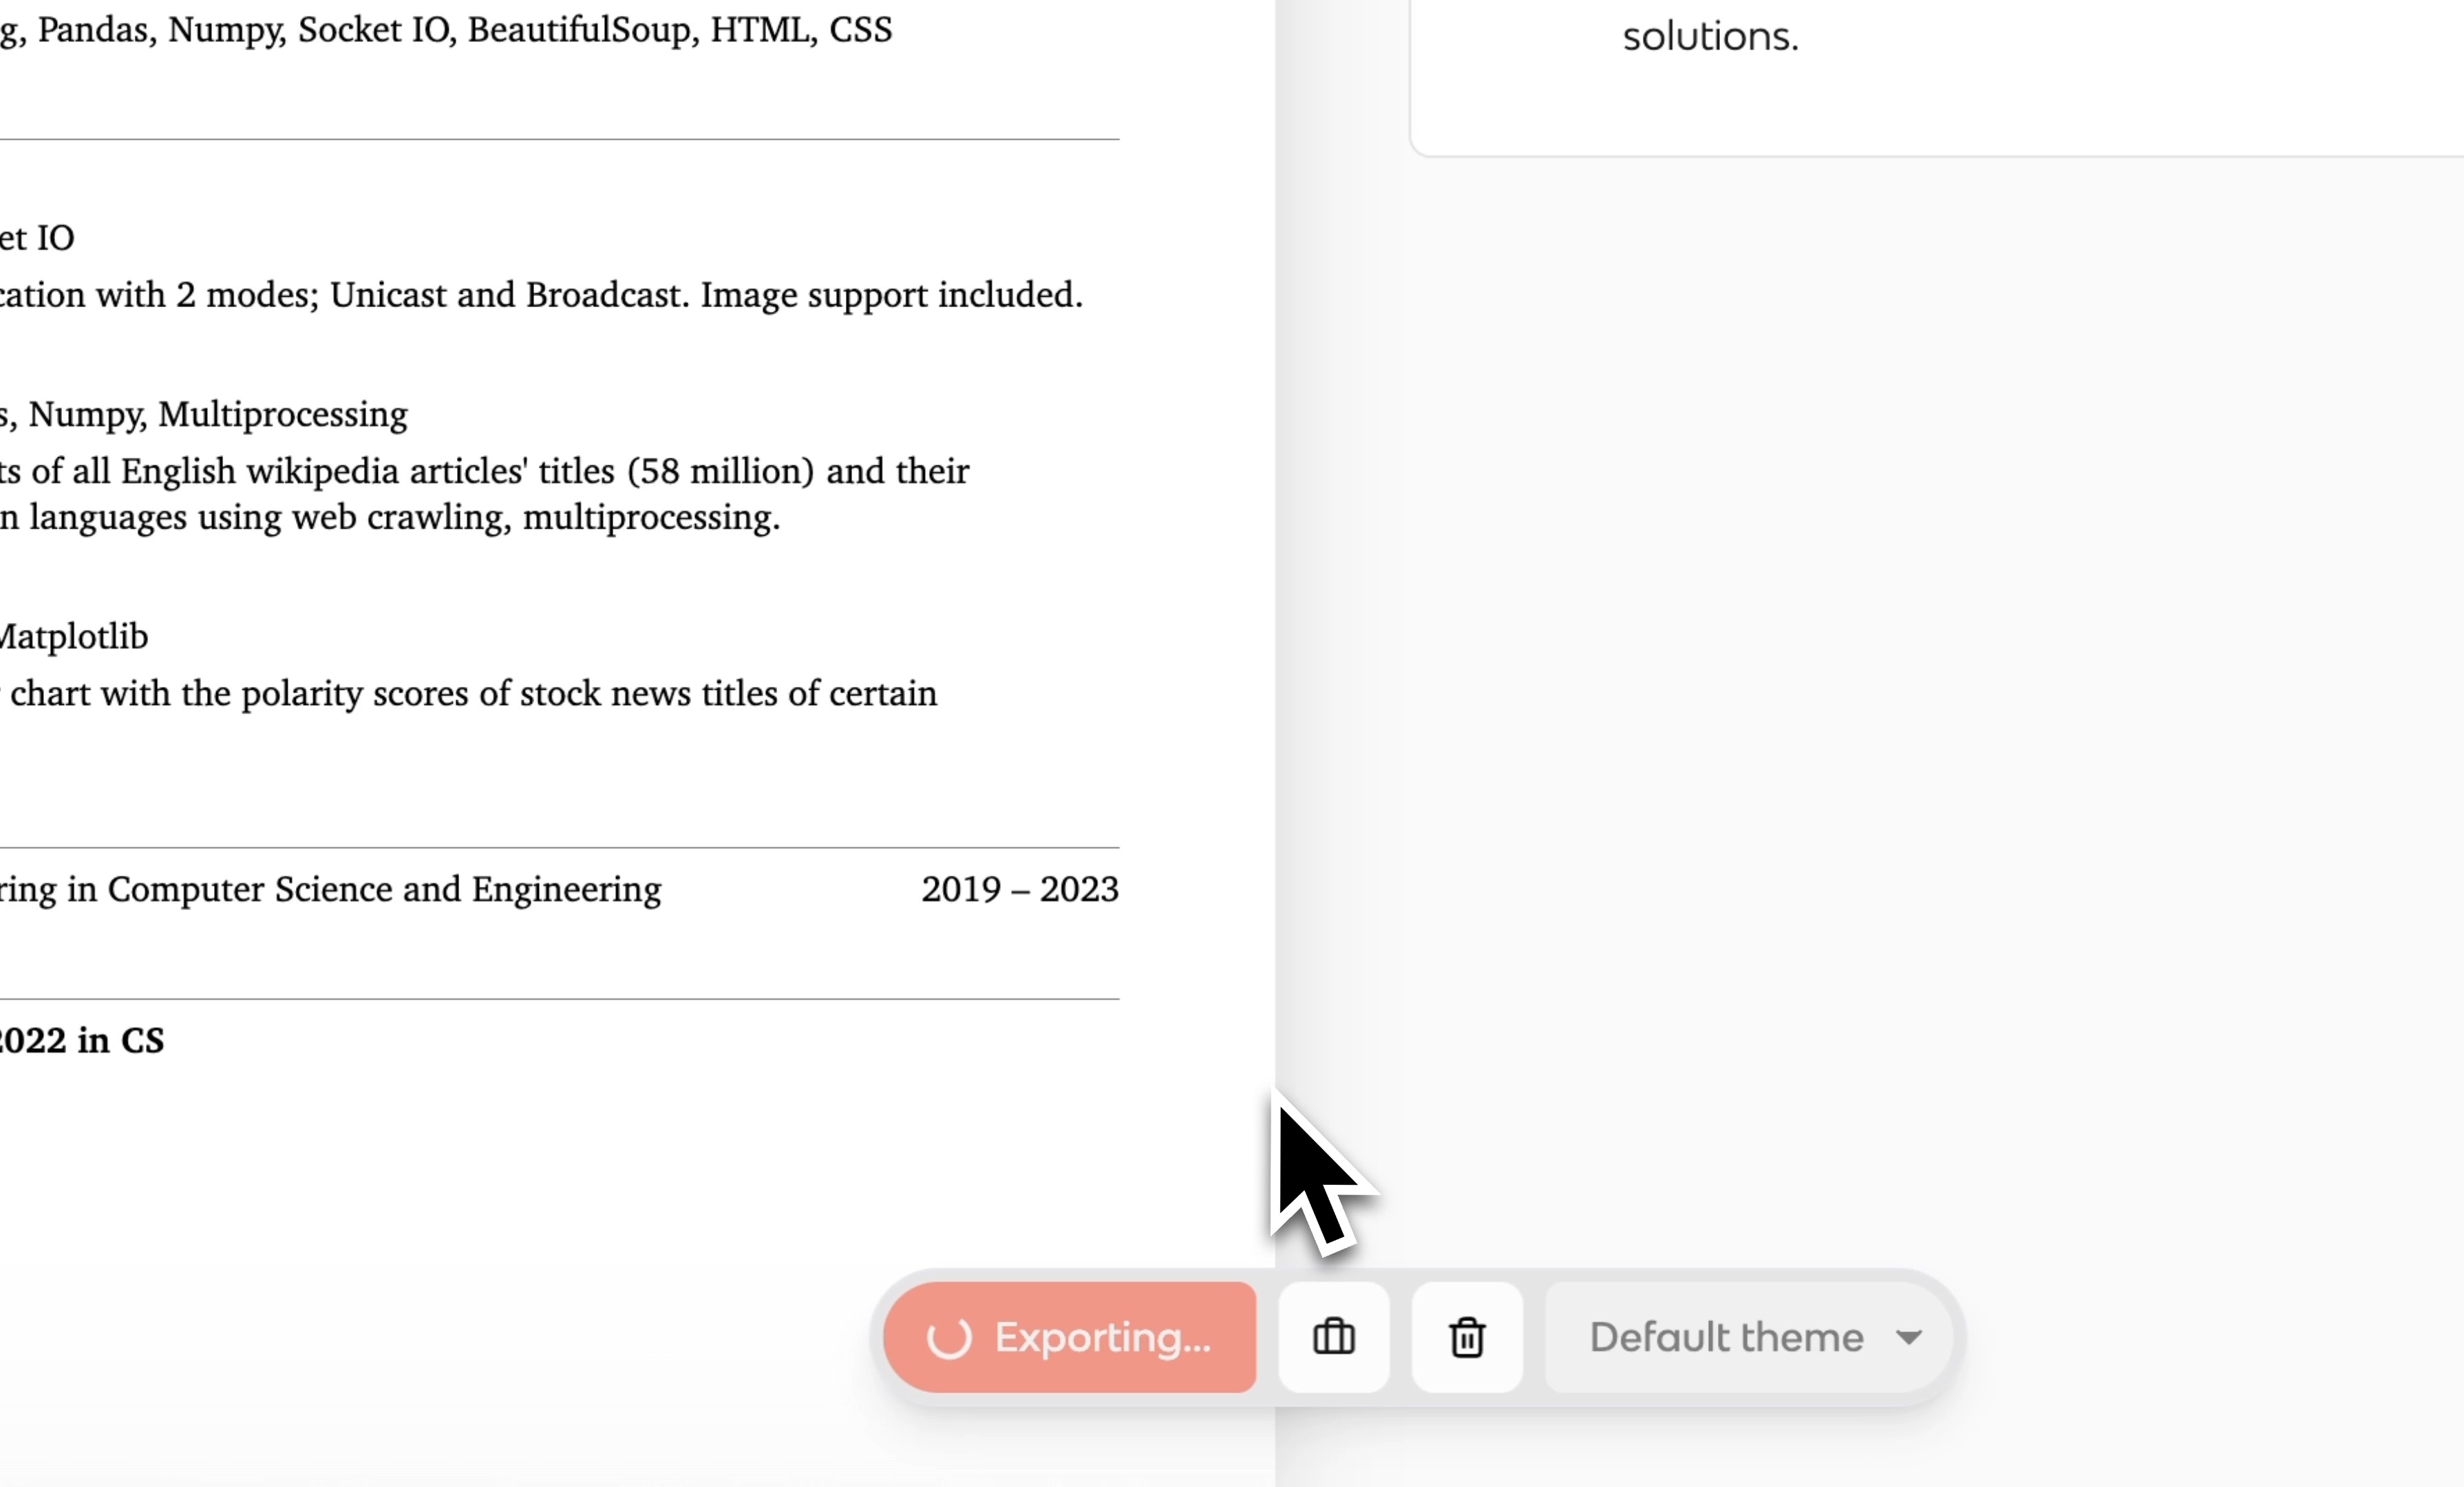 g, Pandas, Numpy, Socket IO, BeautifulSoup, HTML, CSS
solutions.
et IO
cation with 2 modes; Unicast and Broadcast. Image support included.
s, Numpy, Multiprocessing
ts of all English wikipedia articles' titles (58 million) and their
n languages using web crawling, multiprocessing.
Matplotlib
chart with the polarity scores of stock news titles of certain
ring in Computer Science and Engineering 2019 – 2023
2022 in CS
Exporting... Default theme